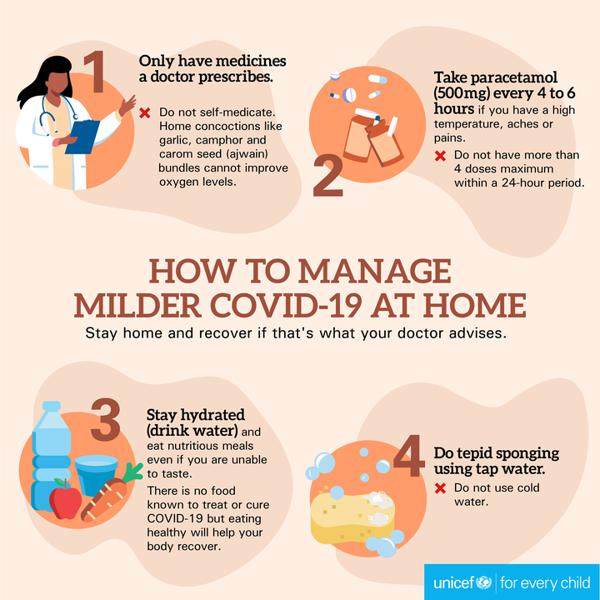 1
Only have medicines
a doctor prescribes.
Do not self-medicate.
Home concoctions like
garlic, camphor and
carom seed (ajwain)
bundles cannot improve
oxygen levels.
2
Take paracetamol
(500mg) every 4 to 6
hours if you have a high
temperature, aches or
pains.
Do not have more than
4 doses maximum
within a 24-hour period.
HOW TO MANAGE
MILDER COVID-19 AT HOME
Stay home and recover if that's what your doctor advises.
3
Stay hydrated
(drink water) and
eat nutritious meals
even if you are unable
to taste.
There is no food
known to treat or cure
COVID-19 but eating
healthy will help your
body recover.
4
Do tepid sponging
using tap water.
Do not use cold
water.
unicef | for every child